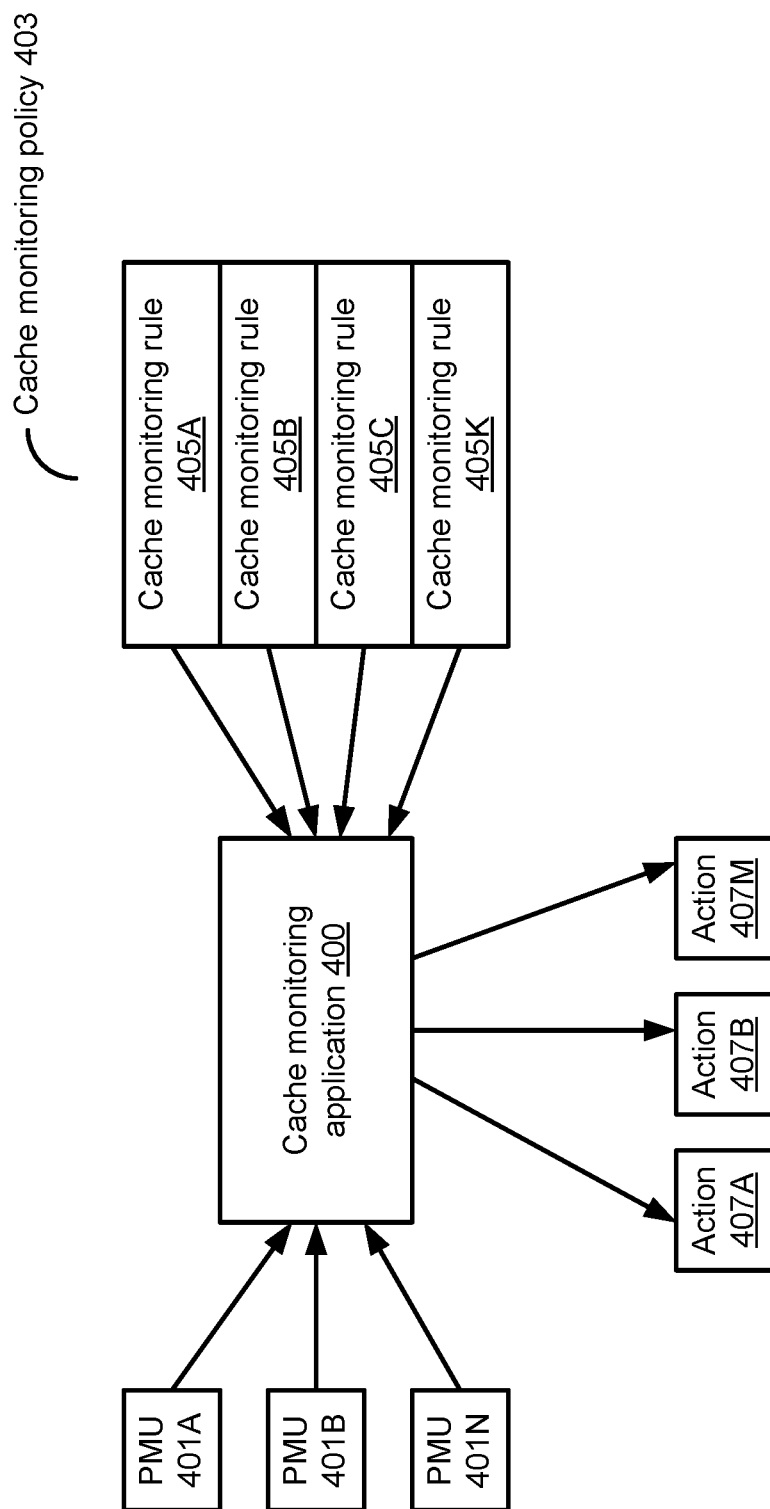 Cache monitoring policy 403
PMU
401A
PMU
401B
PMU
401N
Cache monitoring
application 400
Cache monitoring rule
405A
Cache monitoring rule
405B
Cache monitoring rule
405C
Cache monitoring rule
405K
Action
407A
Action
407B
Action
407M